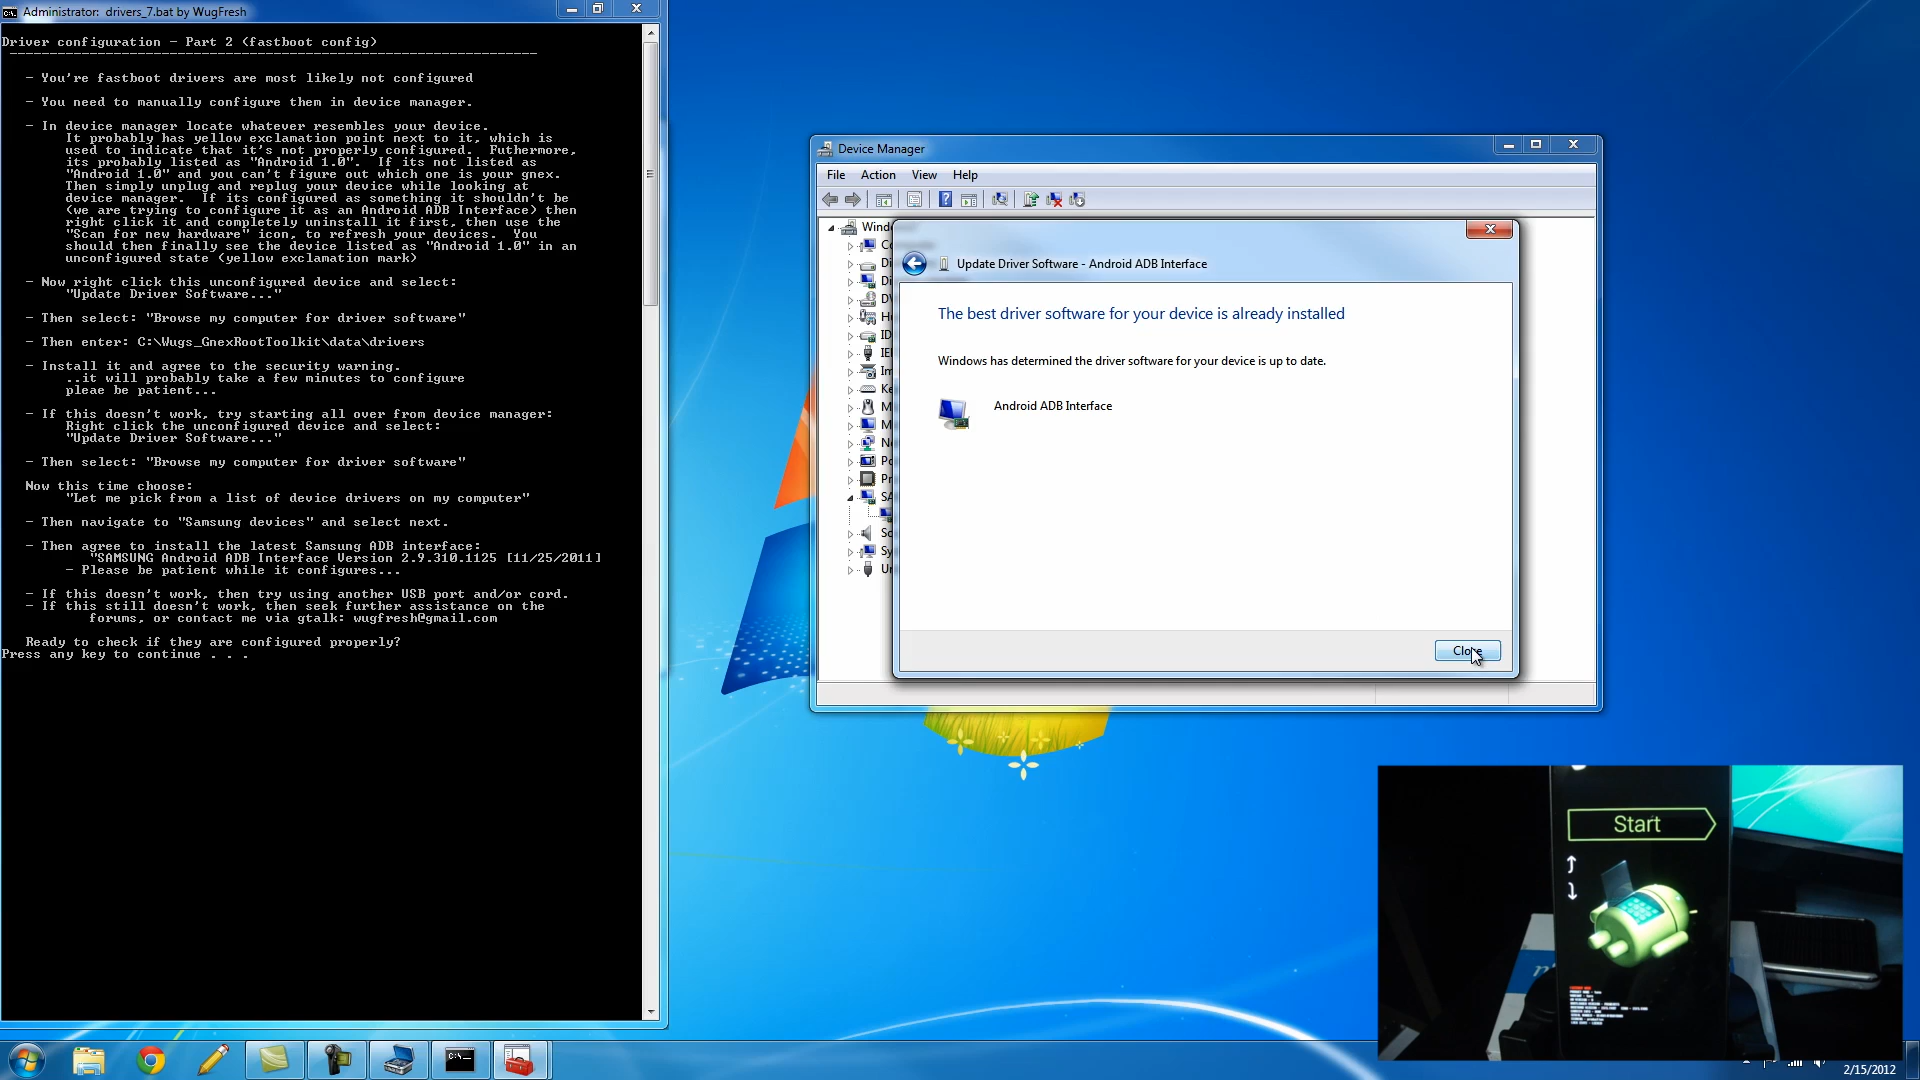 Administrator: drivers_7.bat by WugFresh
Driver configuration - Part 2 (fastboot config)
- You're fastboot drivers are most likely not configured
- You need to manually configure them in device manager.
- In device manager locate whatever resembles your device.
It probably has yellow exclamation point next to it, which is
used to indicate that it's not properly configured. Futhermore,
its probably listed as "Android 1.0". If its not listed as
"Android 1.0" and you can't figure out which one is your gnex.
Then simply unplug and replug your device while looking at
device manager. If its configured as something it shouldn't be
(we are trying to configure it as an Android ADB Interface) then
right click it and completely uninstall it first, then use the
"Scan for new hardware" icon, to refresh your devices. You
should then finally see the device listed as "Android 1.0" in an
unconfigured state (yellow exclamation mark)
- Now right click this unconfigured device and select:
"Update Driver Software..."
- Then select: "Browse my computer for driver software"
- Then enter: C:\Wugs_GnexRootToolkit\data\drivers
- Install it and agree to the security warning.
..it will probably take a few minutes to configure
pleae be patient...
- If this doesn't work, try starting all over from device manager:
Right click the unconfigured device and select:
"Update Driver Software..."
- Then select: "Browse my computer for driver software"
Now this time choose:
"Let me pick from a list of device drivers on my computer"
- Then navigate to "Samsung devices" and select next.
- Then agree to install the latest Samsung ADB interface:
"SAMSUNG Android ADB Interface Version 2.9.310.1125 [11/25/2011]
- Please be patient while it configures...
- If this doesn't work, then try using another USB port and/or cord.
- If this still doesn't work, then seek further assistance on the
forums, or contact me via gtalk: wugfresh@gmail.com
Ready to check if they are configured properly?
Press any key to continue . . .
Device Manager
File Action View Help
Update Driver Software - Android ADB Interface
The best driver software for your device is already installed
Windows has determined the driver software for your device is up to date.
Android ADB Interface
Close
Start
2/15/2012